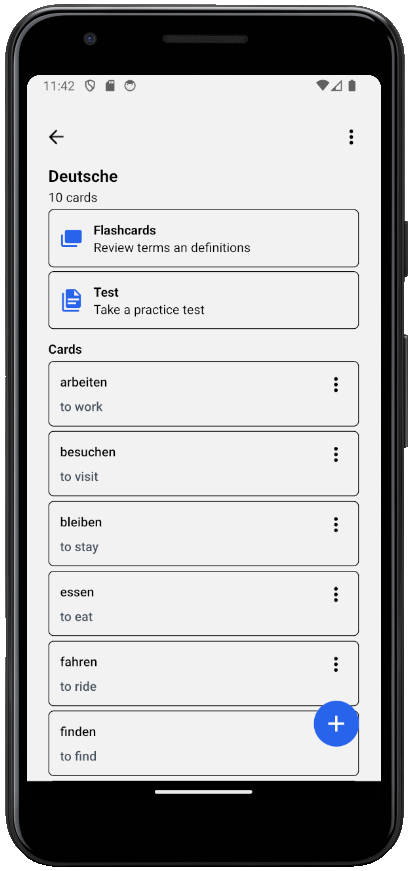 11:42
Deutsche
10 cards
Flashcards
Review terms an definitions
Test
Take a practice test
Cards
arbeiten
to work
besuchen
to visit
bleiben
to stay
essen
to eat
fahren
to ride
finden
to find